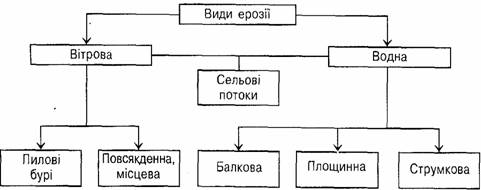 Види ерозії
Вітрова
Водна
Сельові
потоки
Пилові
бурі
Повсякденна,
місцева
Балкова
Площинна
Струмкова